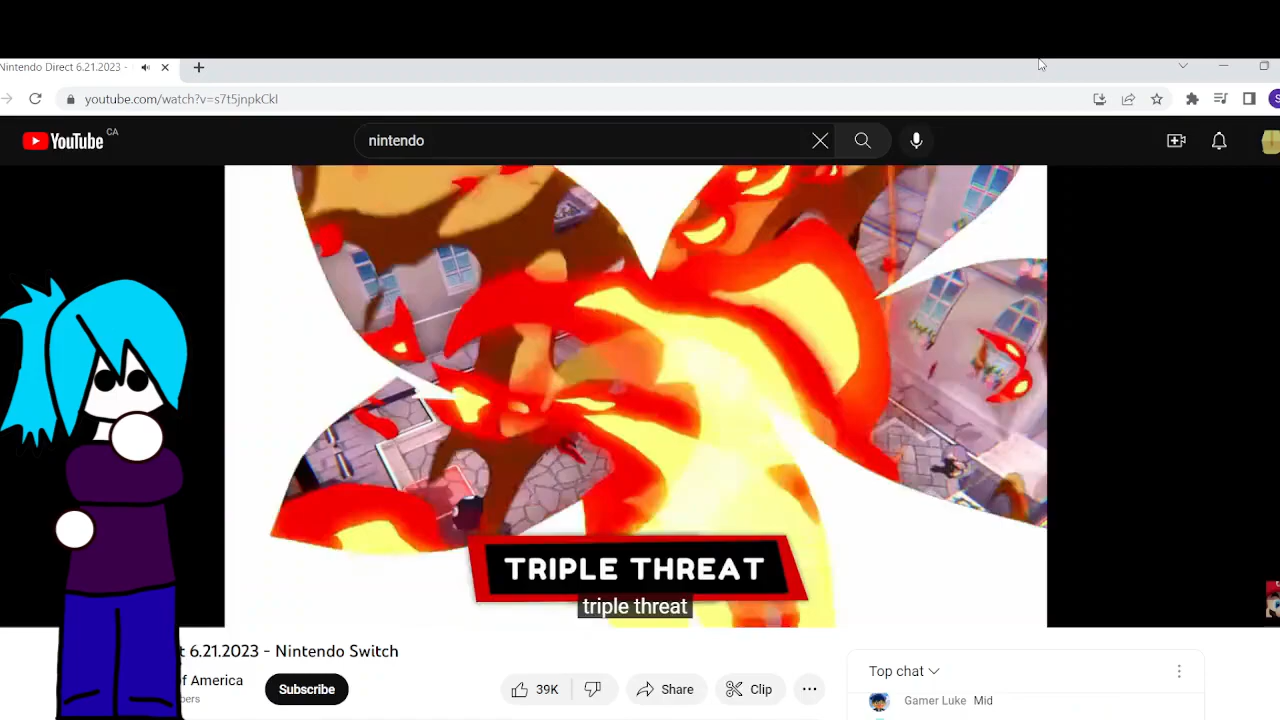 Nintendo Direct 6.21.2023 -
youtube.com/watch?v=s7t5jnpkCkI
YouTube CA
nintendo
TRIPLE THREAT
triple threat
t 6.21.2023 - Nintendo Switch
of America
bers
Subscribe
39K
Share
Clip
Top chat
Gamer Luke Mid
S